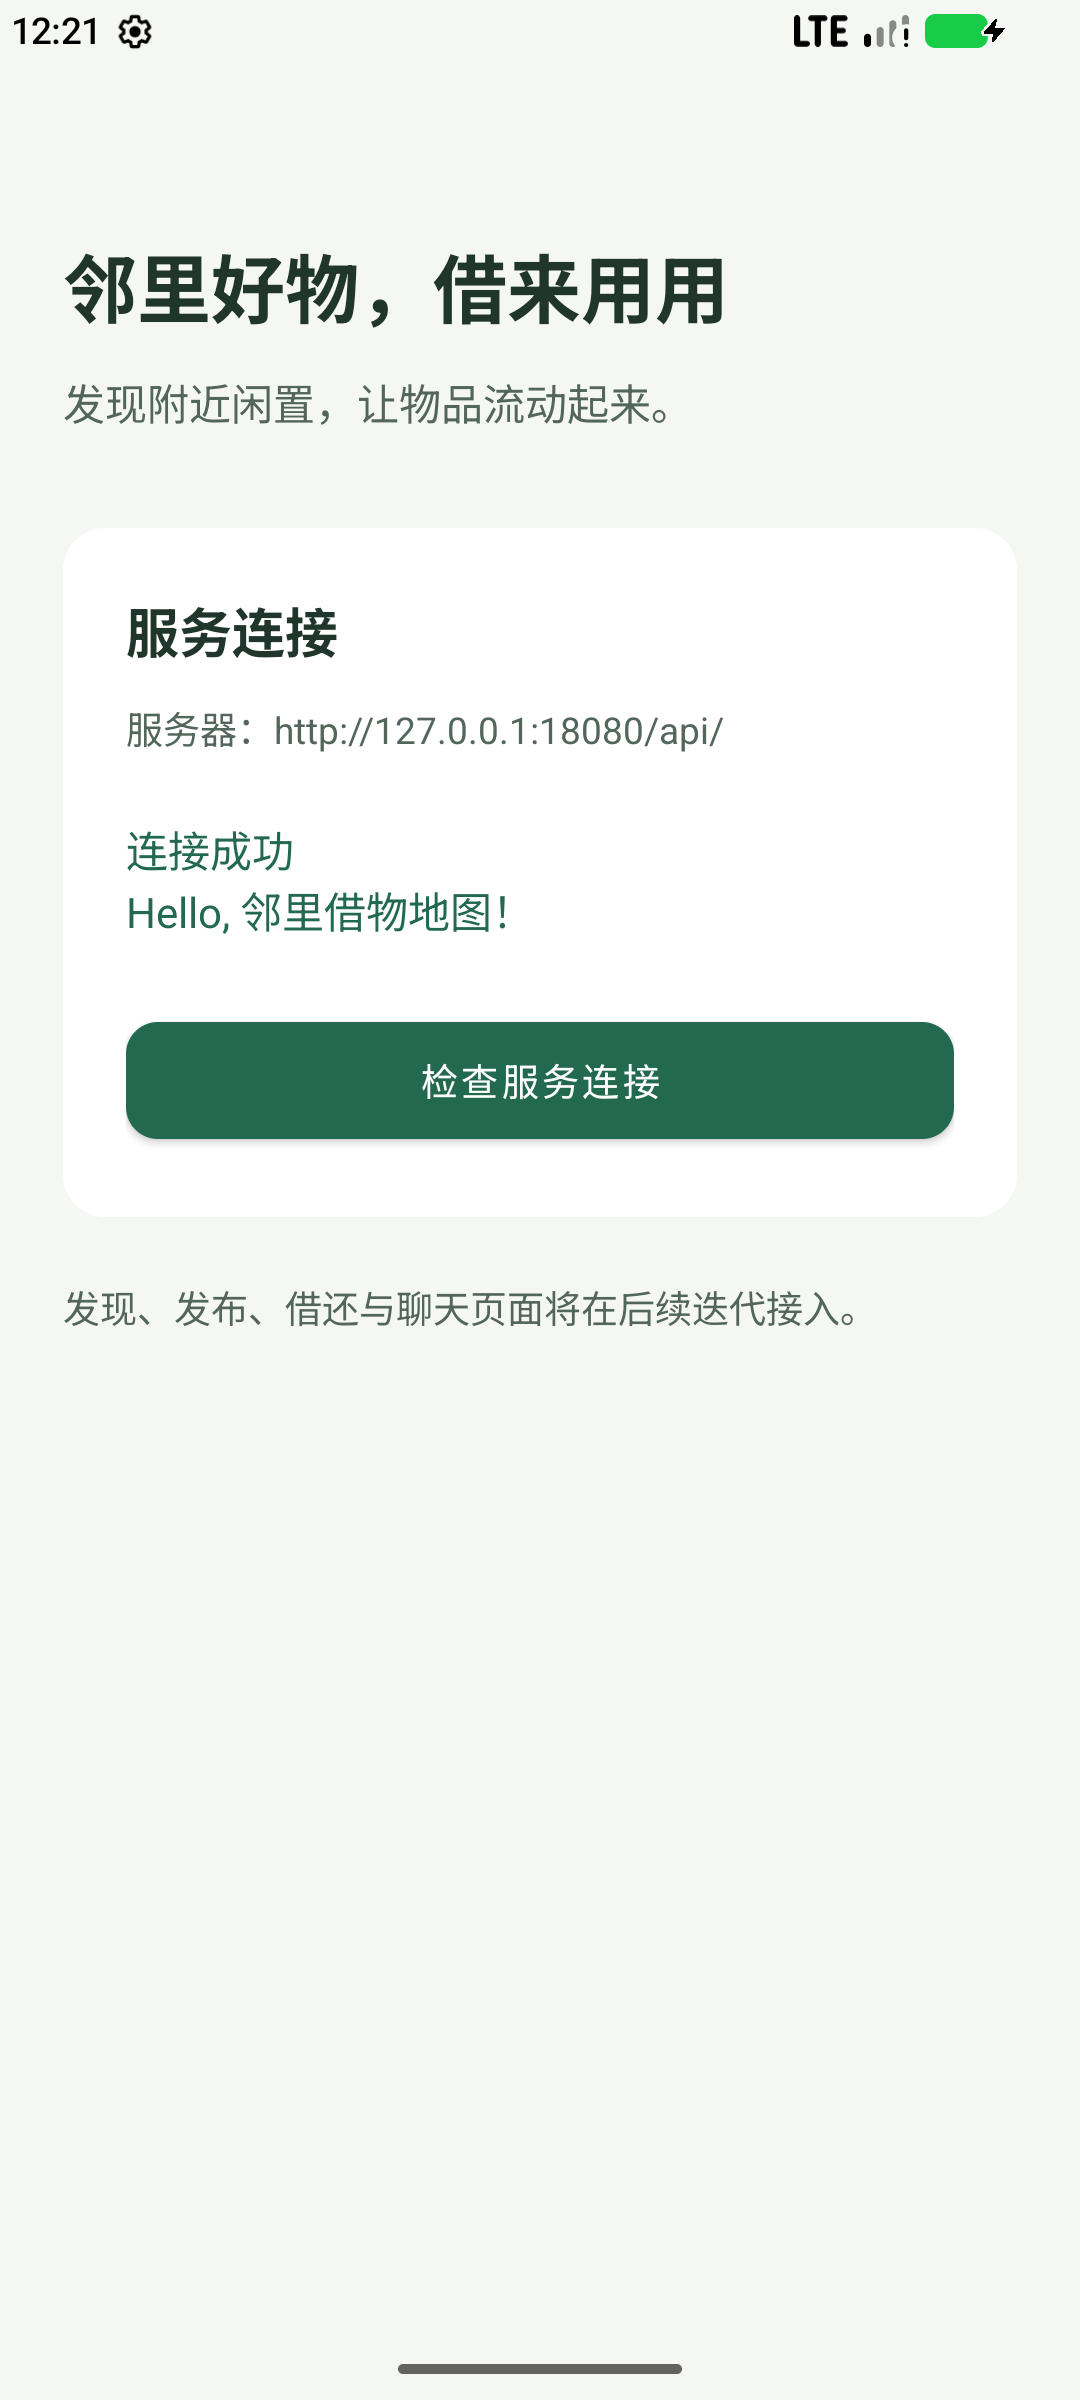 12:21
LTE
邻里好物，借来用用
发现附近闲置，让物品流动起来。
服务连接
服务器：http://127.0.0.1:18080/api/
连接成功
Hello, 邻里借物地图！
检查服务连接
发现、发布、借还与聊天页面将在后续迭代接入。